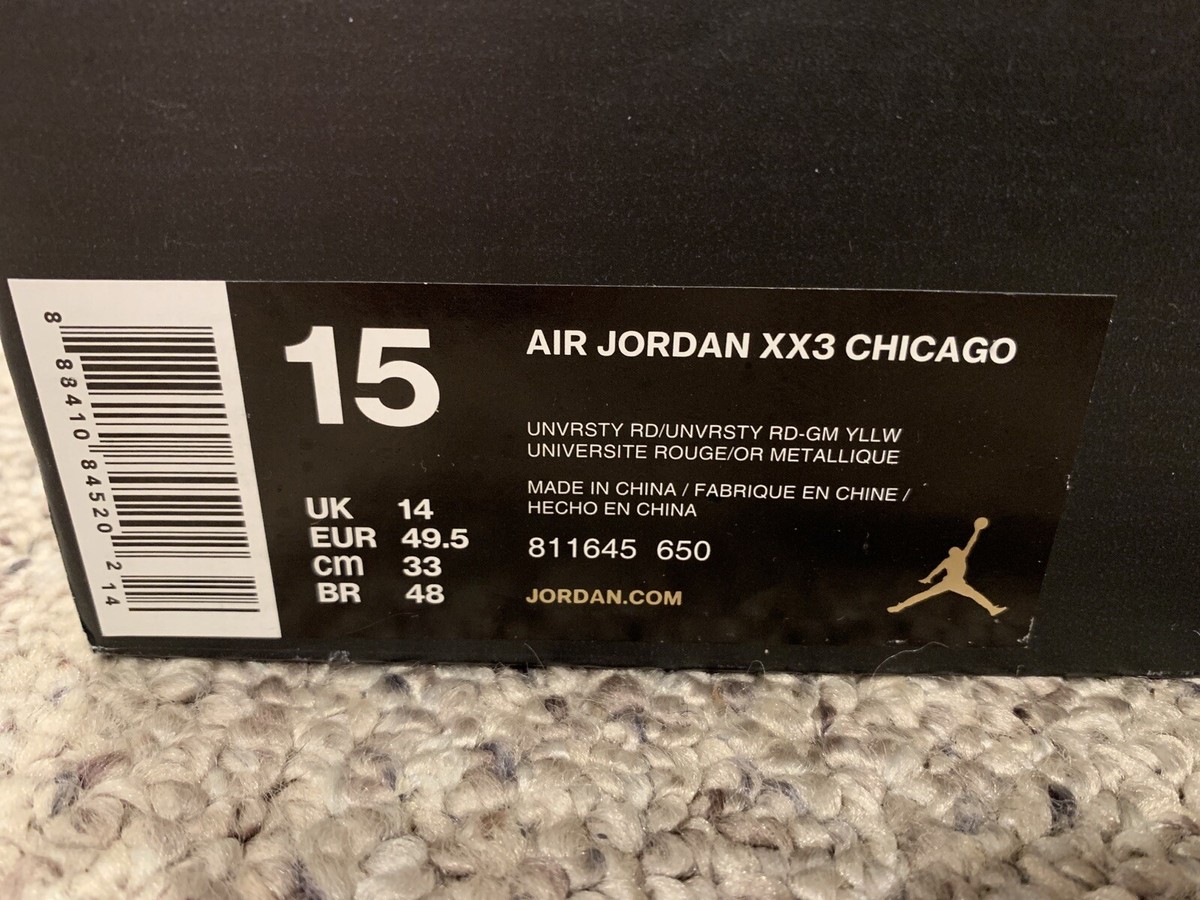 8 88410 84520 2 14
15
AIR JORDAN XX3 CHICAGO
UNVRSTY RD/UNVRSTY RD-GM YLLW
UNIVERSITE ROUGE/OR METALLIQUE
MADE IN CHINA / FABRIQUE EN CHINE /
HECHO EN CHINA
811645 650
JORDAN.COM
UK 14
EUR 49.5
cm 33
BR 48